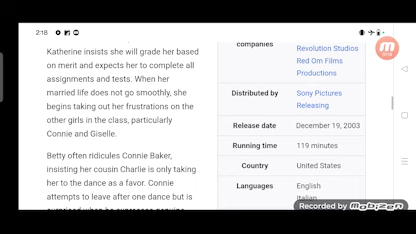 2:18
Katherine insists she will grade her based
on merit and expects her to complete all
assignments and tests. When her
married life does not go smoothly, she
begins taking out her frustrations on the
other girls in the class, particularly
Connie and Giselle.
Betty often ridicules Connie Baker,
insisting her cousin Charlie is only taking
her to the dance as a favor. Connie
attempts to leave after one dance but is
companies
Revolution Studios
Red Om Films
Productions
Distributed by
Sony Pictures
Releasing
Release date
December 19, 2003
Running time
119 minutes
Country
United States
Languages
English
Italian
Recorded by
Mobizen